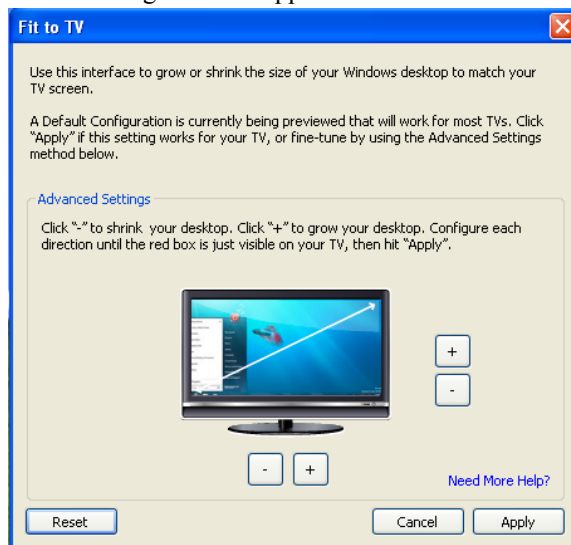 Fit to TV
Use this interface to grow or shrink the size of your Windows desktop to match your
TV screen.
A Default Configuration is currently being previewed that will work for most TVs. Click
"Apply" if this setting works for your TV, or fine-tune by using the Advanced Settings
method below.
Advanced Settings
Click "-" to shrink your desktop. Click "+" to grow your desktop. Configure each
direction until the red box is just visible on your TV, then hit "Apply".
+
-
- +
Need More Help?
Reset Cancel Apply